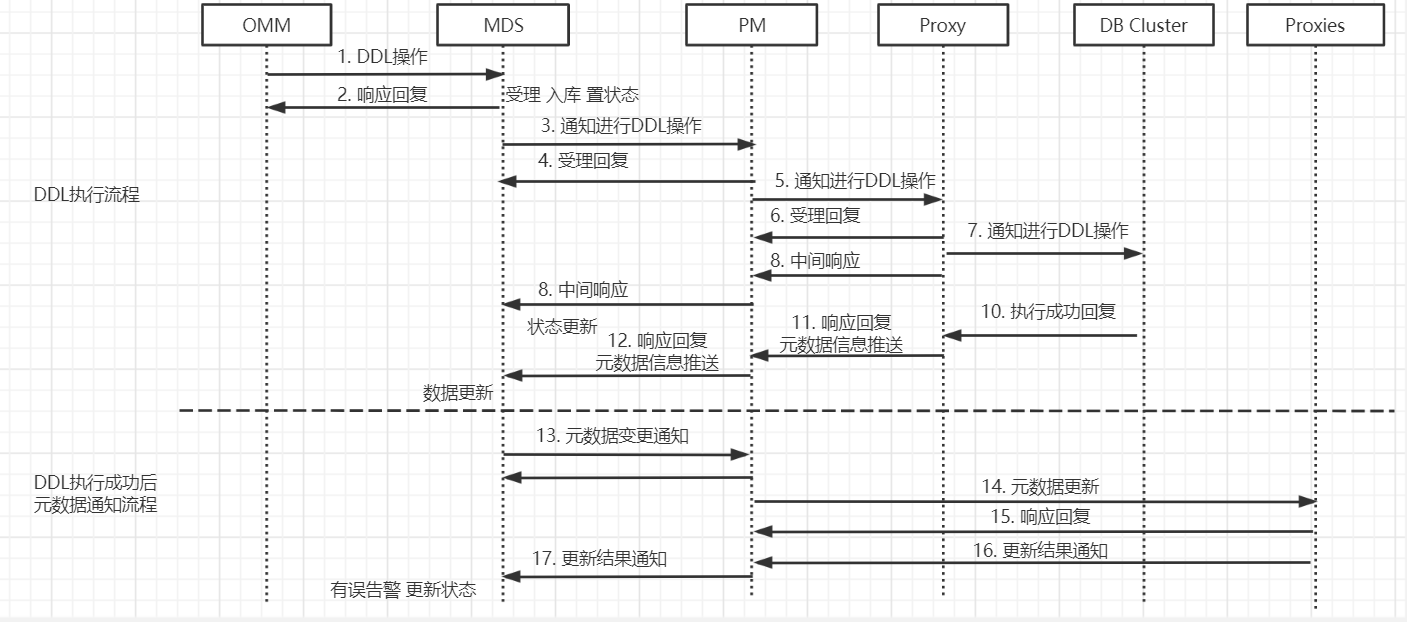 OMM
MDS
PM
Proxy
DB Cluster
Proxies
1. DDL操作
2. 响应回复
受理 入库 置状态
3. 通知进行DDL操作
4. 受理回复
DDL执行流程
5. 通知进行DDL操作
6. 受理回复
7. 通知进行DDL操作
8. 中间响应
8. 中间响应
状态更新
10. 执行成功回复
11. 响应回复
元数据信息推送
12. 响应回复
元数据信息推送
数据更新
13. 元数据变更通知
DDL执行成功后
元数据通知流程
14. 元数据更新
15. 响应回复
16. 更新结果通知
17. 更新结果通知
有误告警 更新状态